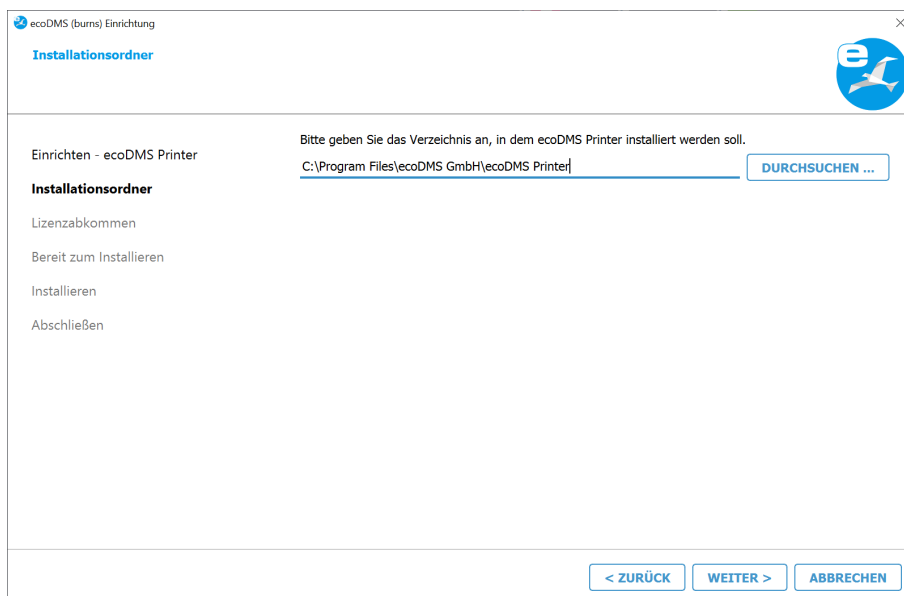 ecoDMS (burns) Einrichtung
Installationsordner
e
Bitte geben Sie das Verzeichnis an, in dem ecoDMS Printer installiert werden soll.
C:\Program Files\ecoDMS GmbH\ecoDMS Printer
DURCHSUCHEN ...
Einrichten - ecoDMS Printer
Installationsordner
Lizenzabkommen
Bereit zum Installieren
Installieren
Abschließen
< ZURÜCK
WEITER >
ABBRECHEN